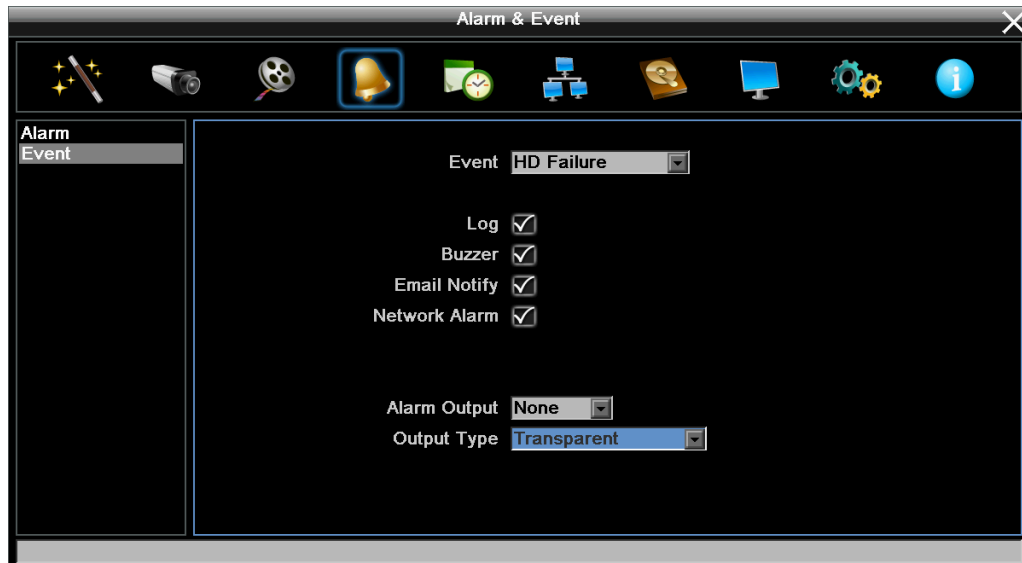 Alarm & Event
Alarm
Event
Event HD Failure
Log
Buzzer
Email Notify
Network Alarm
Alarm Output None
Output Type Transparent